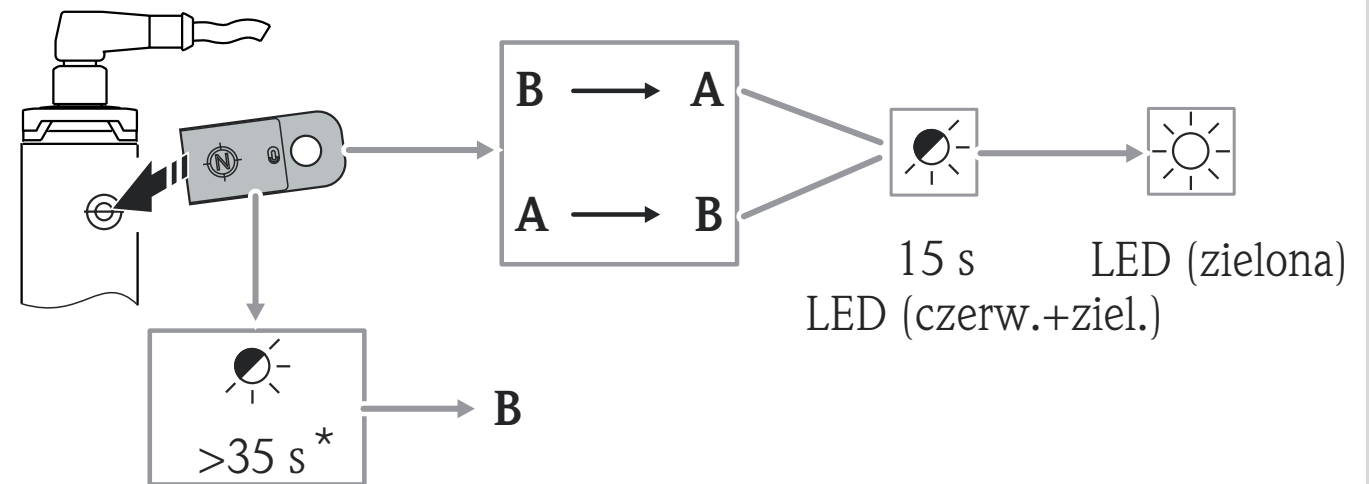 B → A
N
A → B
15 s
LED (zielona)
LED (czerw.+ziel.)
B
>35 s*